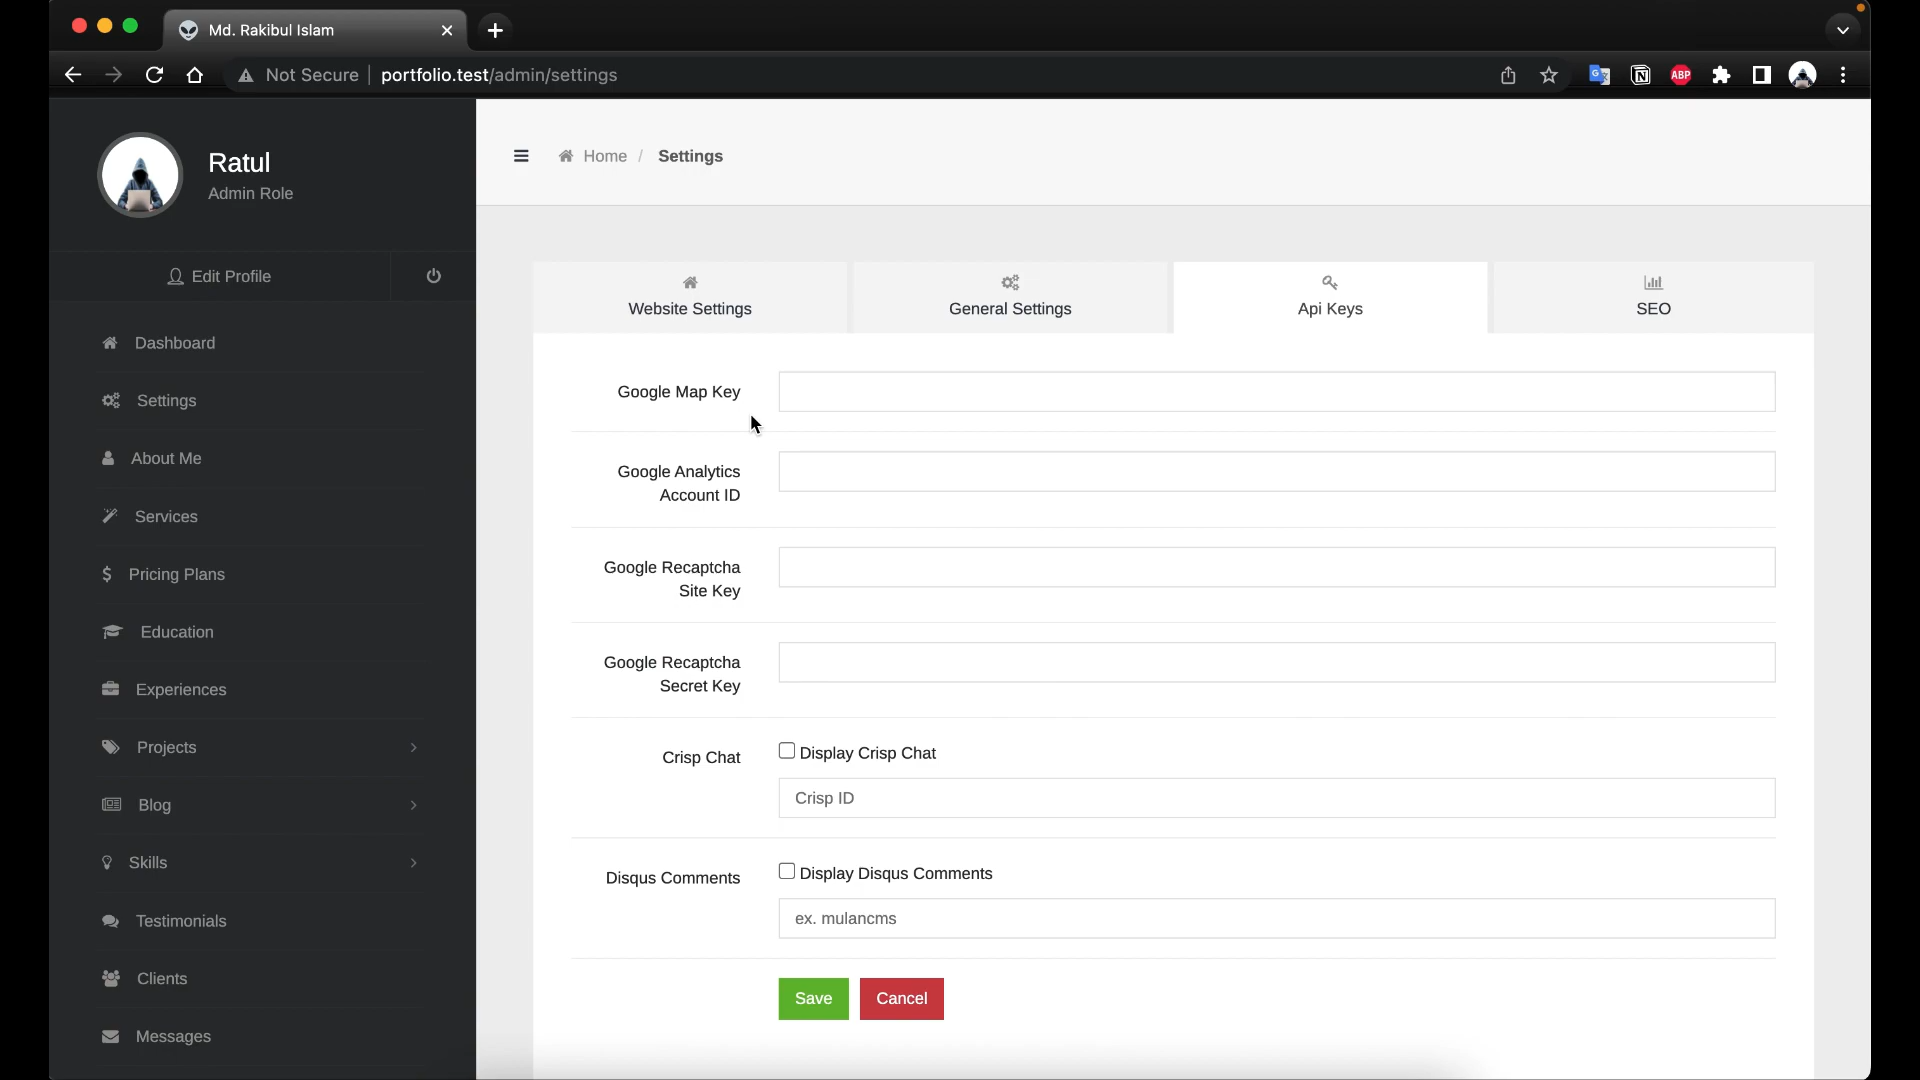 Md. Rakibul Islam
Not Secure
portfolio.test/admin/settings
ABP
Ratul
Admin Role
Edit Profile
Dashboard
Settings
About Me
Services
Pricing Plans
Education
Experiences
Projects
Blog
Skills
Testimonials
Clients
Messages
Home / Settings
Website Settings
General Settings
Api Keys
SEO
Google Map Key
Google Analytics
Account ID
Google Recaptcha
Site Key
Google Recaptcha
Secret Key
Crisp Chat
Display Crisp Chat
Crisp ID
Disqus Comments
Display Disqus Comments
ex. mulancms
Save
Cancel